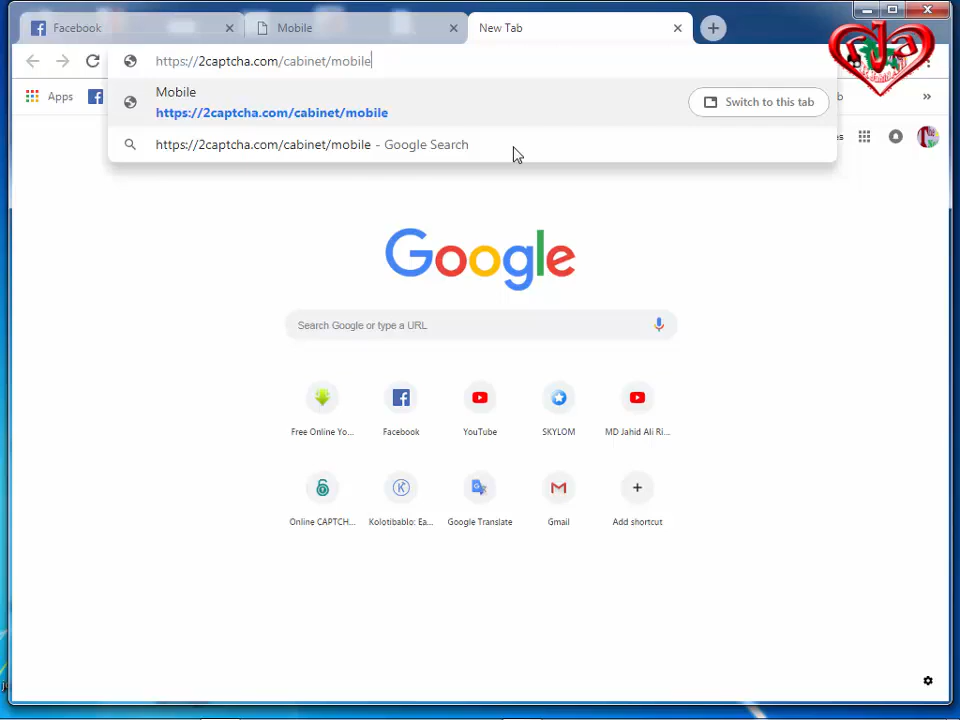 Facebook
Mobile
New Tab
https://2captcha.com/cabinet/mobile
Apps
Mobile
https://2captcha.com/cabinet/mobile
Switch to this tab
https://2captcha.com/cabinet/mobile - Google Search
Google
Search Google or type a URL
Free Online Yo...
Facebook
YouTube
SKYLOM
MD Jahid Ali Ri...
Online CAPTCH...
Kolotibablo: Ea...
Google Translate
Gmail
Add shortcut